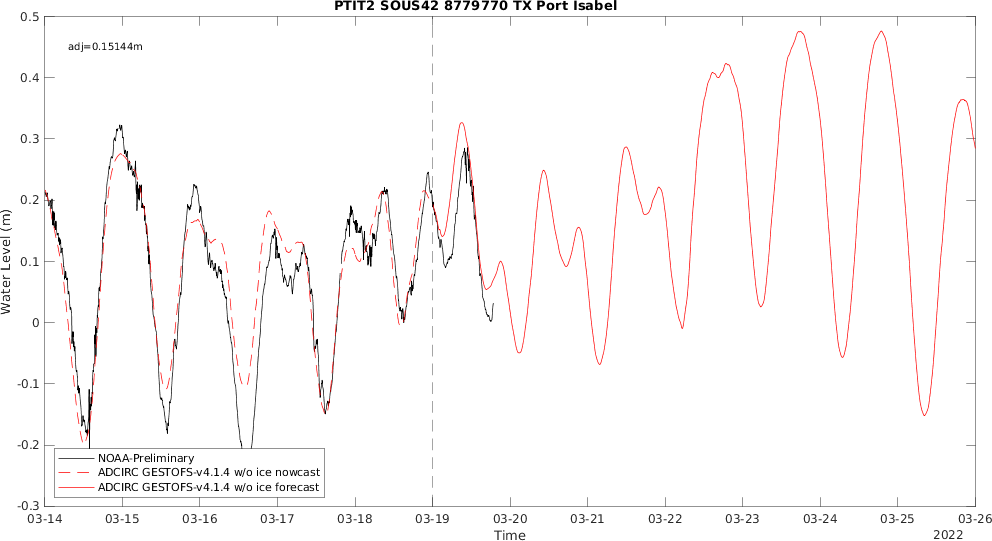 PTIT2 SOUS42 8779770 TX Port Isabel
adj=0.15144m
0.5
0.4
0.3
0.2
0.1
0
-0.1
-0.2
-0.3
Water Level (m)
NOAA-Preliminary
ADCIRC GESTOFS-v4.1.4 w/o ice nowcast
ADCIRC GESTOFS-v4.1.4 w/o ice forecast
03-14 03-15 03-16 03-17 03-18 03-19 03-20 03-21 03-22 03-23 03-24 03-25 03-26
Time
2022